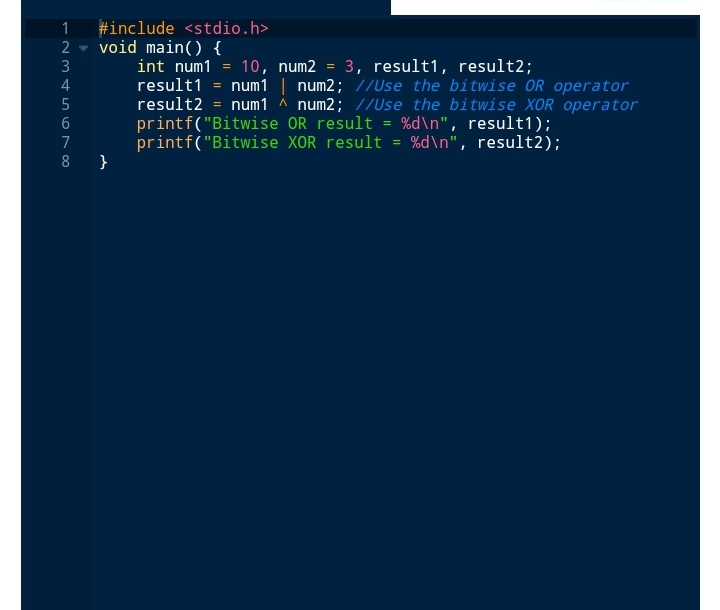 1 #include <stdio.h>
2 void main() {
3 int num1 = 10, num2 = 3, result1, result2;
4 result1 = num1 | num2; //Use the bitwise OR operator
5 result2 = num1 ^ num2; //Use the bitwise XOR operator
6 printf("Bitwise OR result = %d\n", result1);
7 printf("Bitwise XOR result = %d\n", result2);
8 }